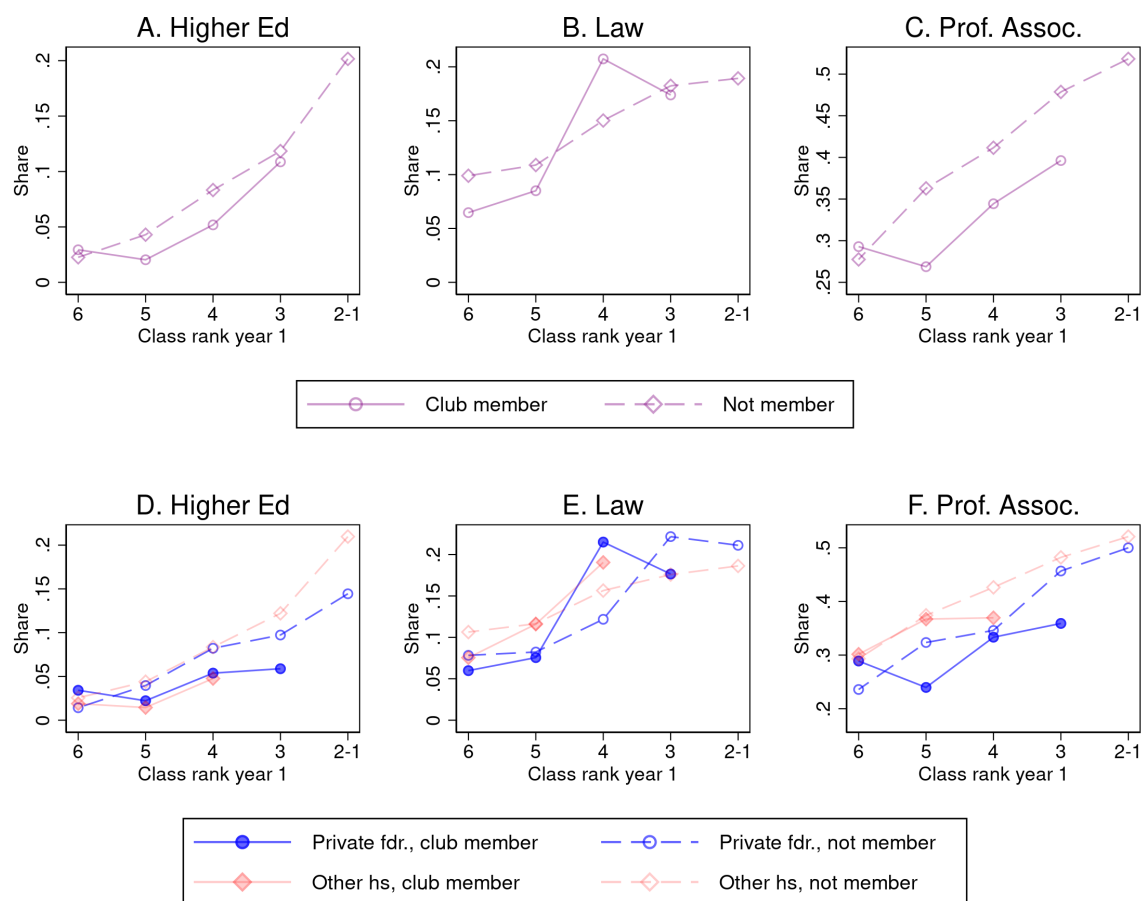 A. Higher Ed
Share
.2
.15
.1
.05
0
6 5 4 3 2-1
Class rank year 1
B. Law
Share
.2
.15
.1
.05
0
6 5 4 3 2-1
Class rank year 1
C. Prof. Assoc.
Share
.5
.45
.4
.35
.3
.25
6 5 4 3 2-1
Class rank year 1
Club member Not member
D. Higher Ed
Share
.2
.15
.1
.05
0
6 5 4 3 2-1
Class rank year 1
E. Law
Share
.2
.15
.1
.05
0
6 5 4 3 2-1
Class rank year 1
F. Prof. Assoc.
Share
.5
.4
.3
.2
6 5 4 3 2-1
Class rank year 1
Private fdr., club member Private fdr., not member
Other hs, club member Other hs, not member